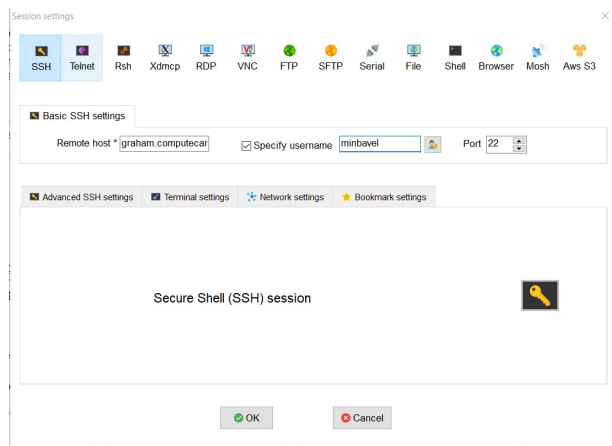 Session settings
SSH Telnet Rsh Xdmcp RDP VNC FTP SFTP Serial File Shell Browser Mosh Aws S3
Basic SSH settings
Remote host * graham.computecar Specify username minbavel Port 22
Advanced SSH settings Terminal settings Network settings Bookmark settings
Secure Shell (SSH) session
OK Cancel